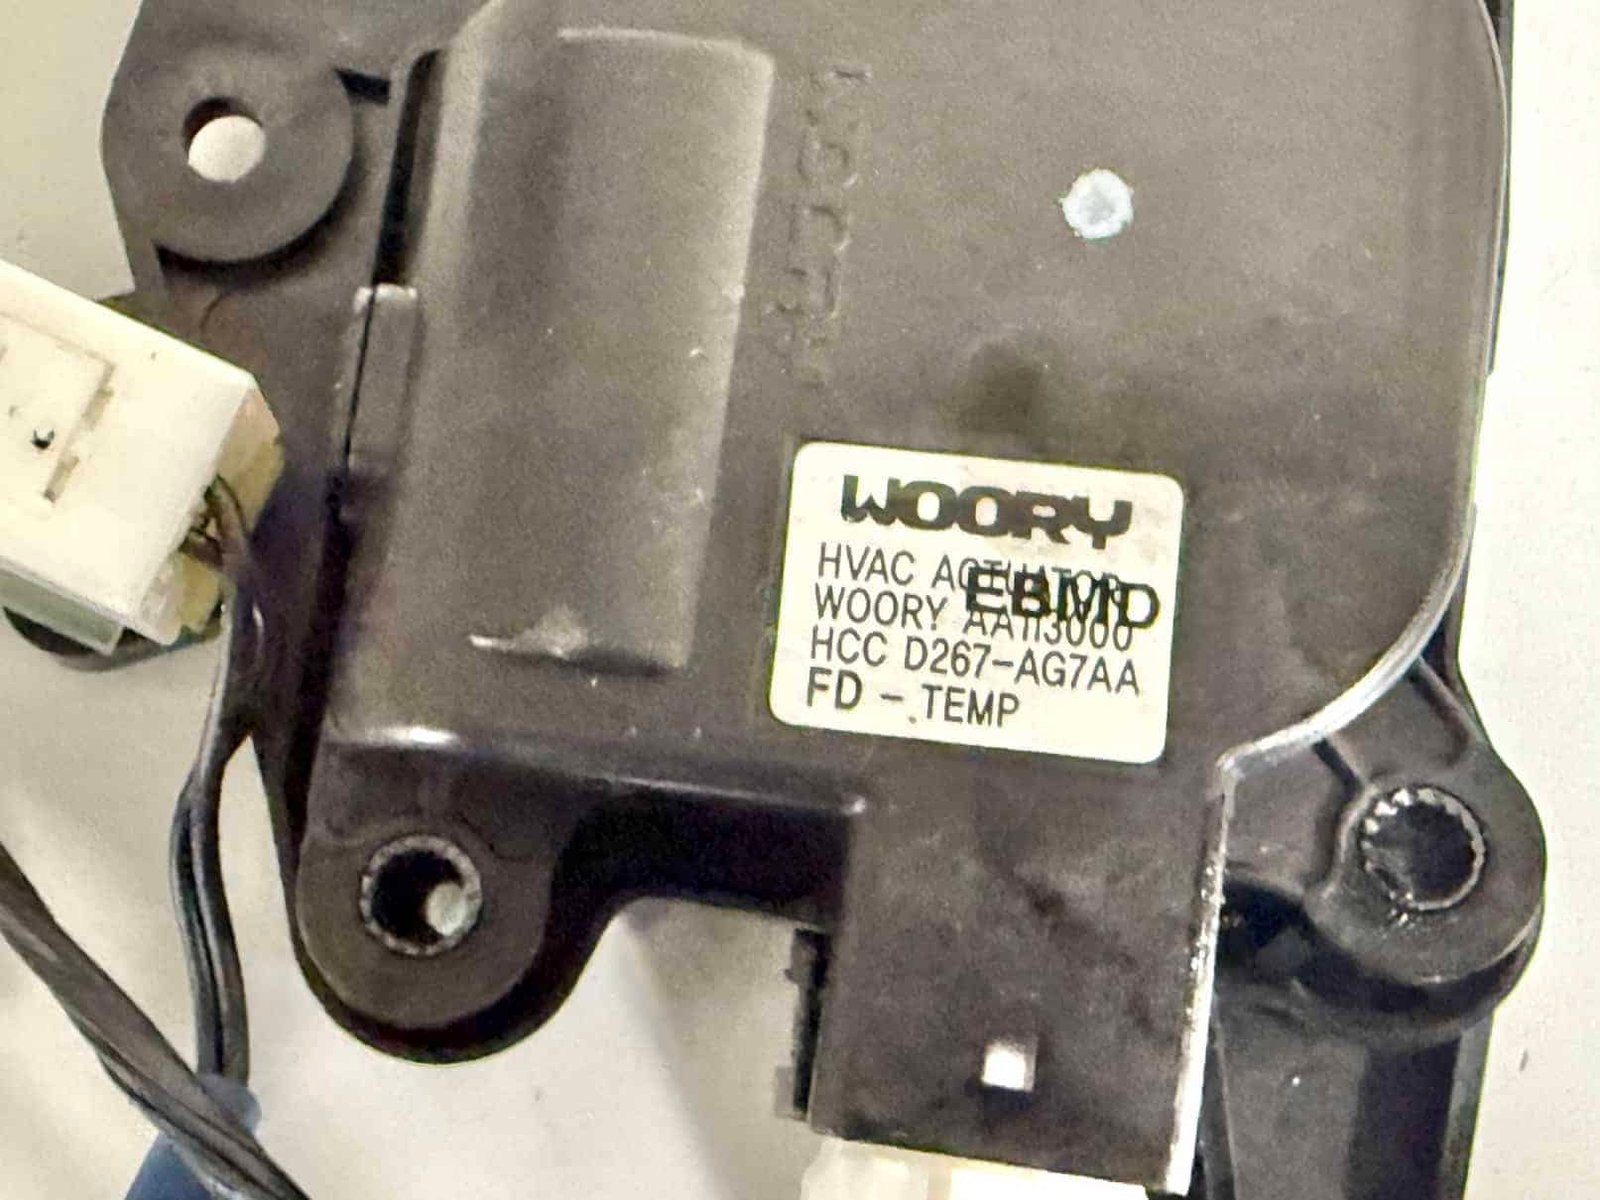 WOORY
HVAC ACTUATOR
EBMD
WOORY AA113000
HCC D267-AG7AA
FD - .TEMP